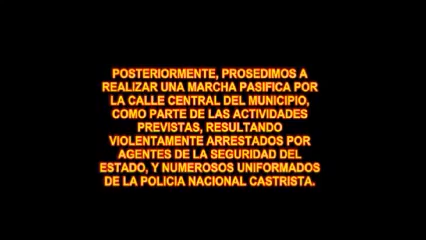 POSTERIORMENTE, PROSEDIMOS A
REALIZAR UNA MARCHA PASIFICA POR
LA CALLE CENTRAL DEL MUNICIPIO,
COMO PARTE DE LAS ACTIVIDADES
PREVISTAS, RESULTANDO
VIOLENTAMENTE ARRESTADOS POR
AGENTES DE LA SEGURIDAD DEL
ESTADO, Y NUMEROSOS UNIFORMADOS
DE LA POLICIA NACIONAL CASTRISTA.